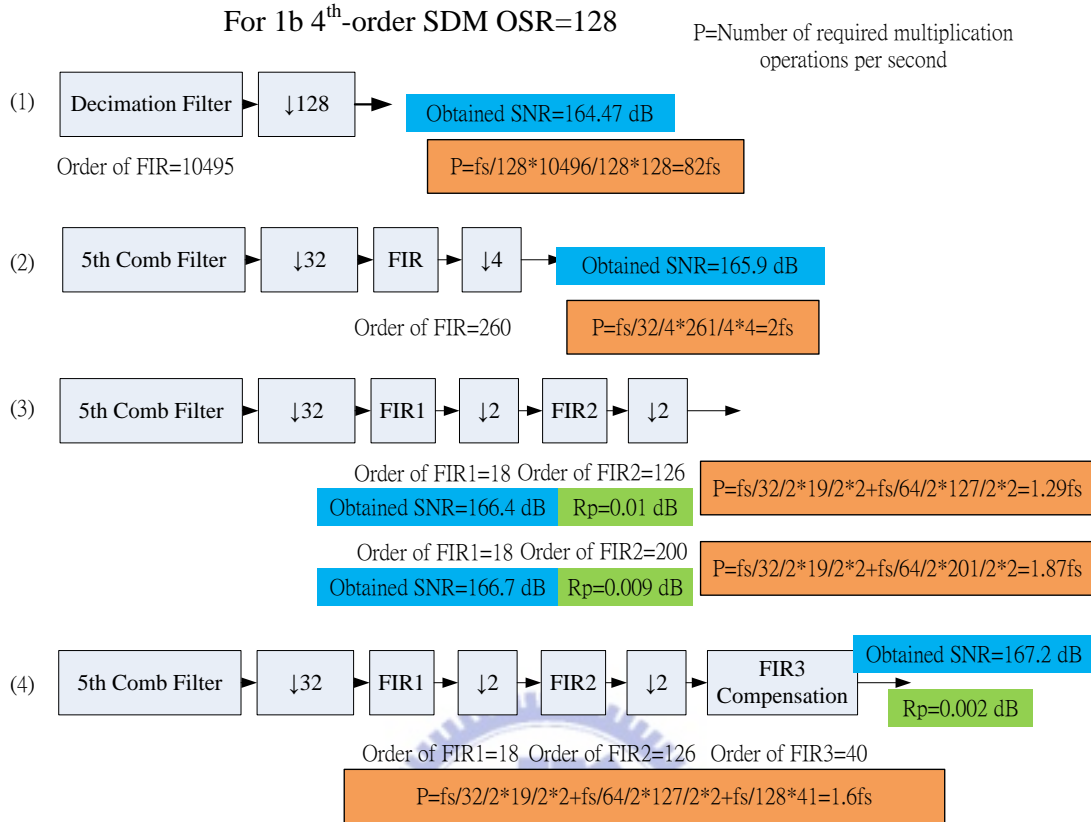 For 1b 4th-order SDM OSR=128
P=Number of required multiplication
operations per second
(1)
Decimation Filter
↓128
Obtained SNR=164.47 dB
Order of FIR=10495
P=fs/128*10496/128*128=82fs
(2)
5th Comb Filter
↓32
FIR
↓4
Obtained SNR=165.9 dB
Order of FIR=260
P=fs/32/4*261/4*4=2fs
(3)
5th Comb Filter
↓32
FIR1
↓2
FIR2
↓2
Order of FIR1=18 Order of FIR2=126
Obtained SNR=166.4 dB
Rp=0.01 dB
P=fs/32/2*19/2*2+fs/64/2*127/2*2=1.29fs
Order of FIR1=18 Order of FIR2=200
Obtained SNR=166.7 dB
Rp=0.009 dB
P=fs/32/2*19/2*2+fs/64/2*201/2*2=1.87fs
(4)
5th Comb Filter
↓32
FIR1
↓2
FIR2
↓2
FIR3
Compensation
Obtained SNR=167.2 dB
Rp=0.002 dB
Order of FIR1=18 Order of FIR2=126 Order of FIR3=40
P=fs/32/2*19/2*2+fs/64/2*127/2*2+fs/128*41=1.6fs